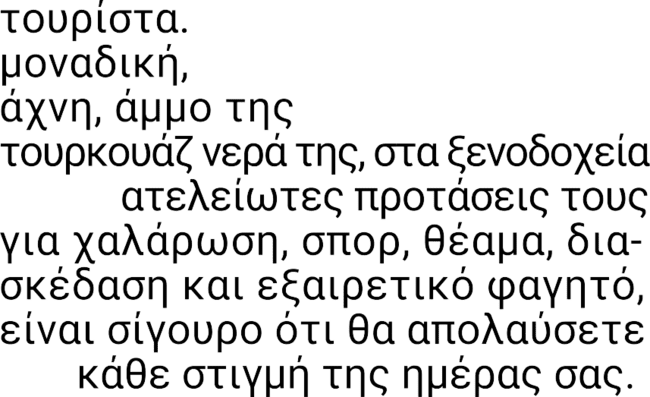 τουρίστα.
μοναδική,
άχνη, άμμο της
τουρκουάζ νερά της, στα ξενοδοχεία
ατελείωτες προτάσεις τους
για χαλάρωση, σπορ, θέαμα, δια-
σκέδαση και εξαιρετικό φαγητό,
είναι σίγουρο ότι θα απολαύσετε
κάθε στιγμή της ημέρας σας.